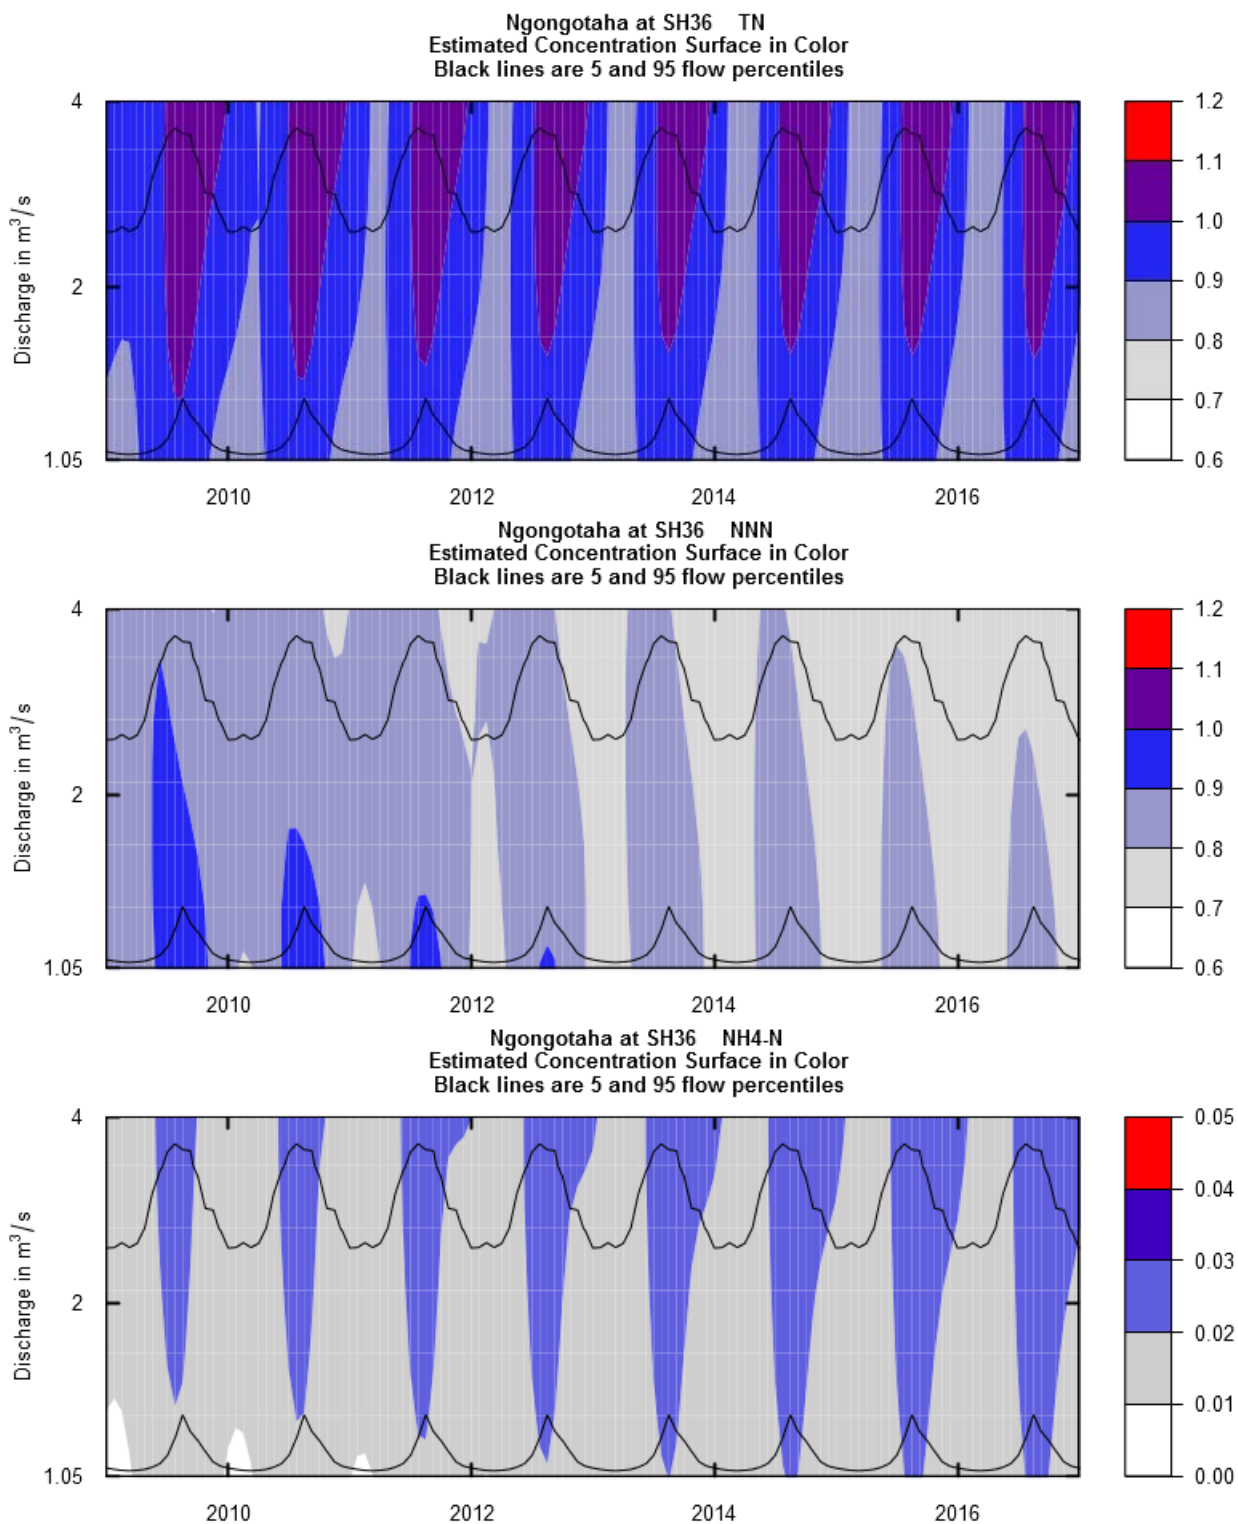 Ngongotaha at SH36 TN
Estimated Concentration Surface in Color
Black lines are 5 and 95 flow percentiles
Discharge in m³/s
4
2
1.05
2010 2012 2014 2016
1.2
1.1
1.0
0.9
0.8
0.7
0.6
Ngongotaha at SH36 NNN
Estimated Concentration Surface in Color
Black lines are 5 and 95 flow percentiles
Discharge in m³/s
4
2
1.05
2010 2012 2014 2016
1.2
1.1
1.0
0.9
0.8
0.7
0.6
Ngongotaha at SH36 NH4-N
Estimated Concentration Surface in Color
Black lines are 5 and 95 flow percentiles
Discharge in m³/s
4
2
1.05
2010 2012 2014 2016
0.05
0.04
0.03
0.02
0.01
0.00